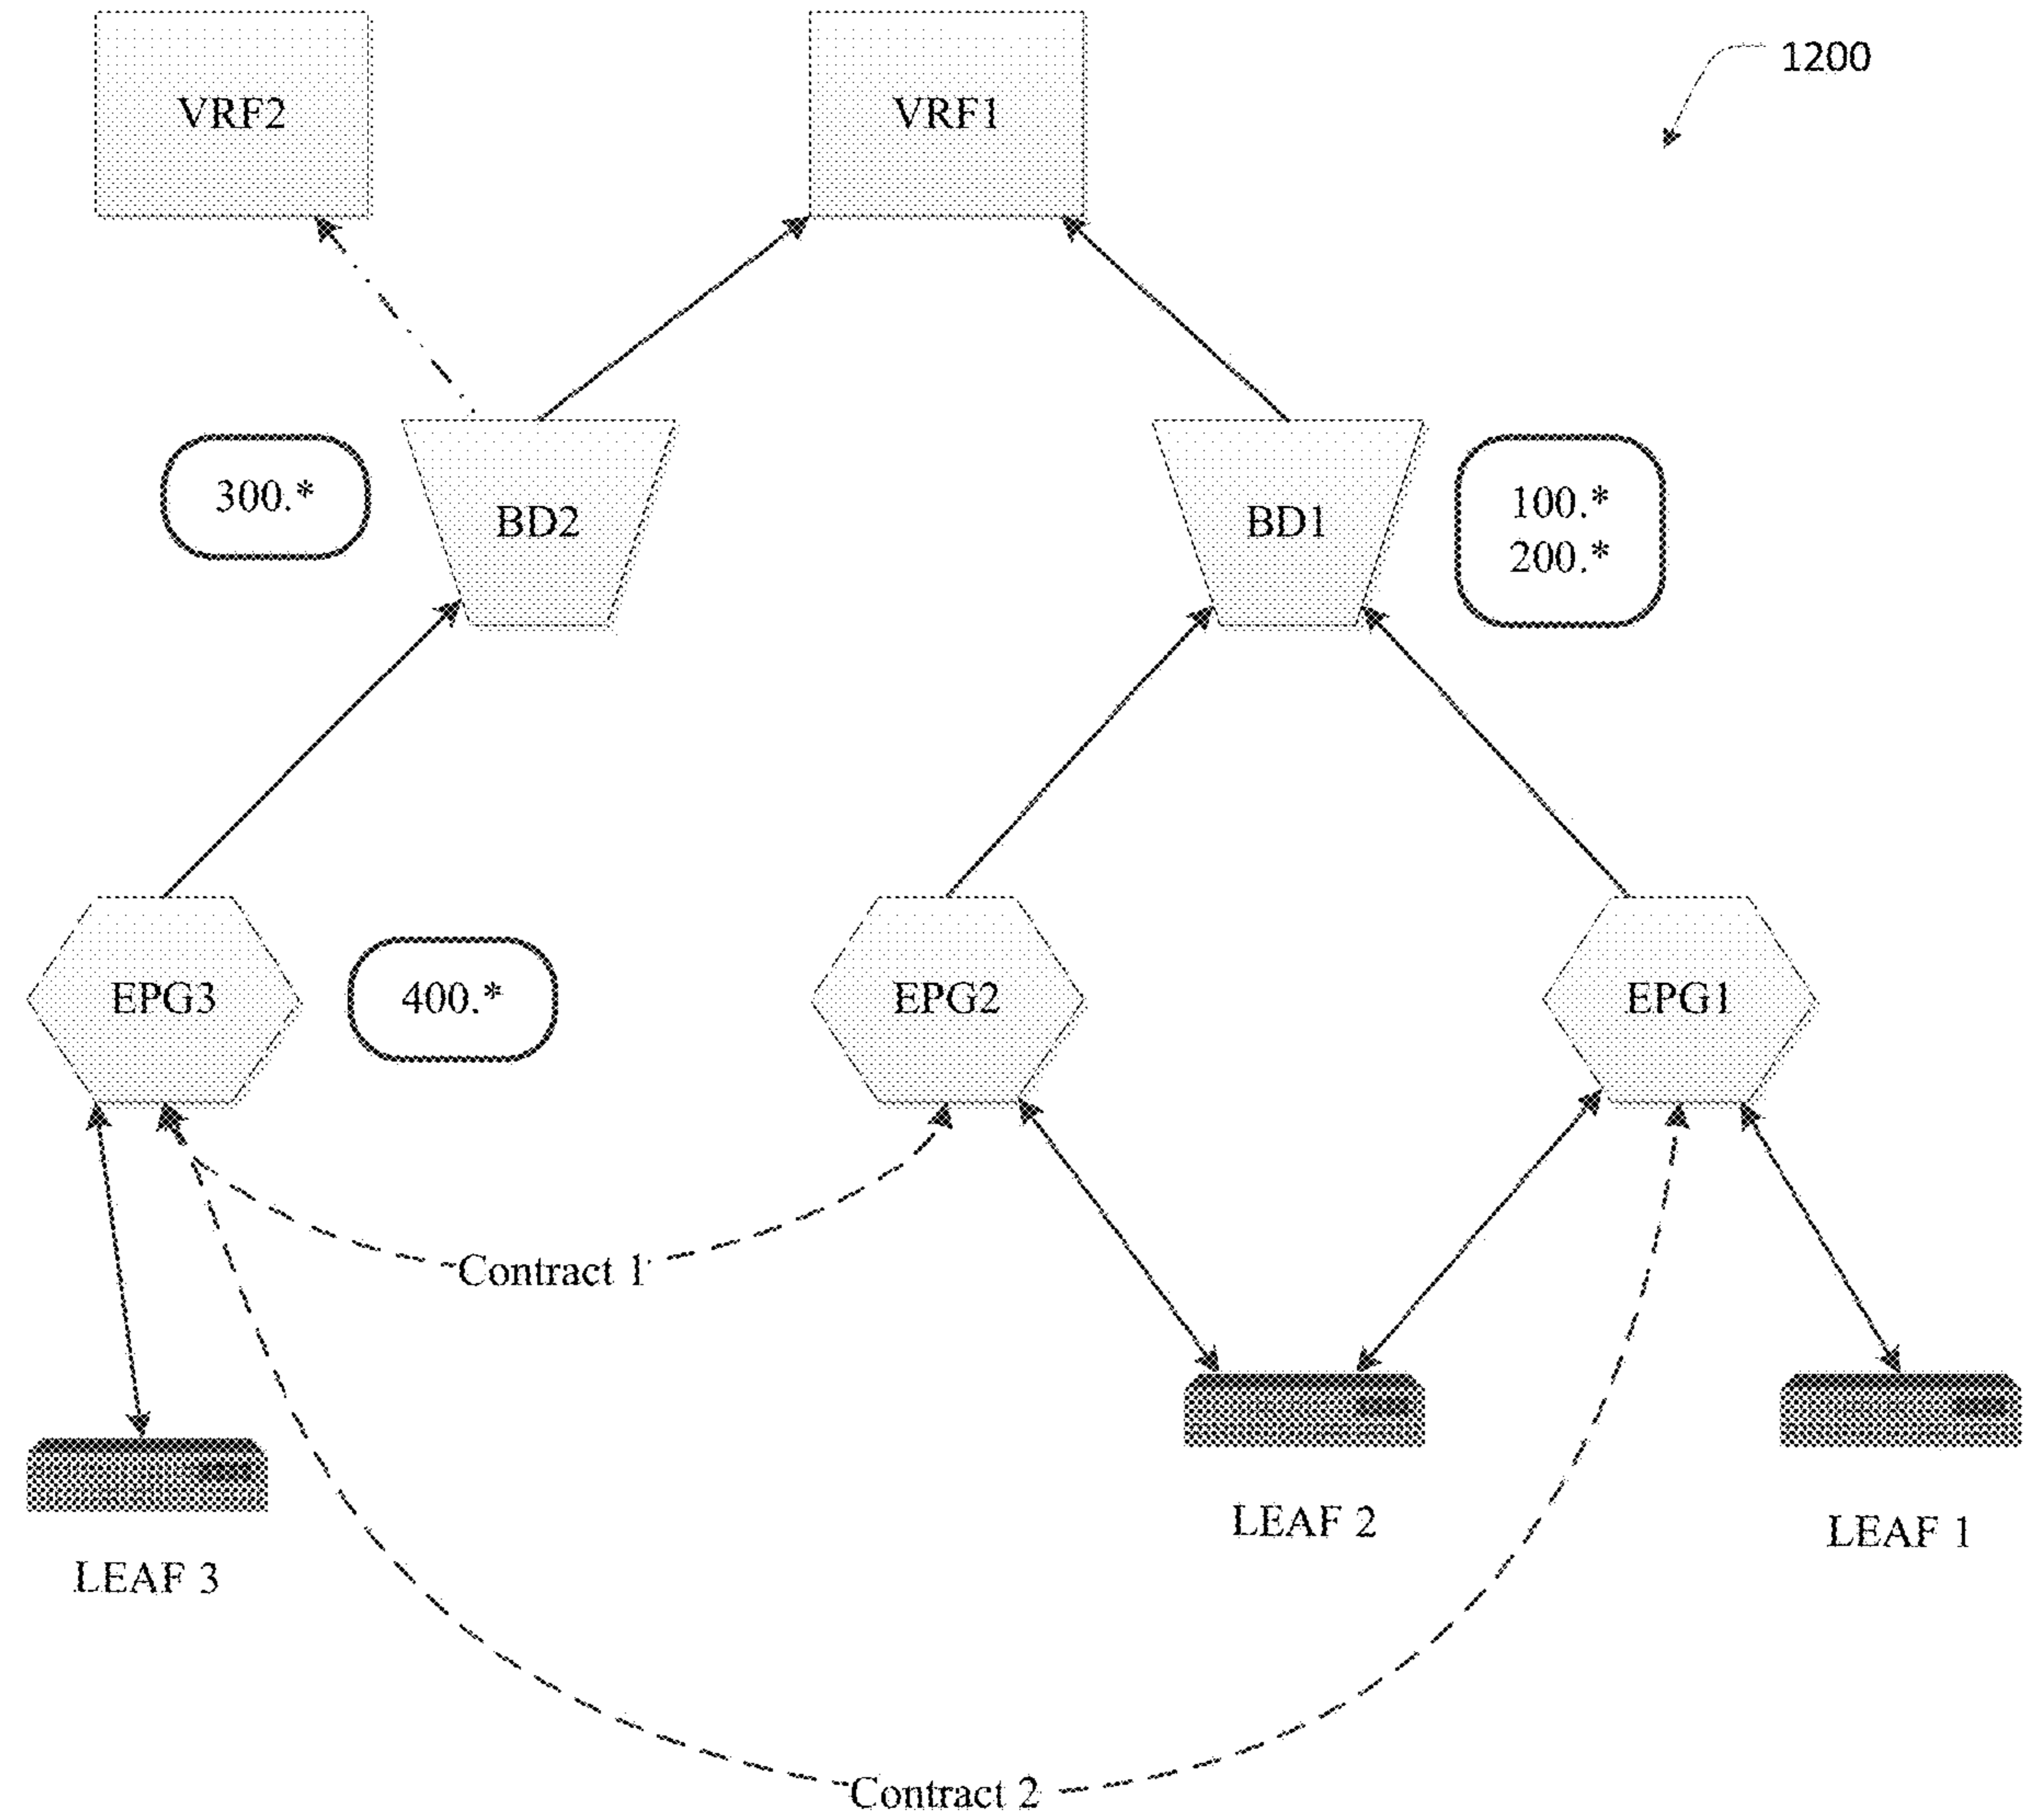 1200
VRF2
VRF1
300.*
BD2
BD1
100.*
200.*
EPG3
400.*
EPG2
EPG1
Contract 1
LEAF 2
LEAF 1
LEAF 3
Contract 2